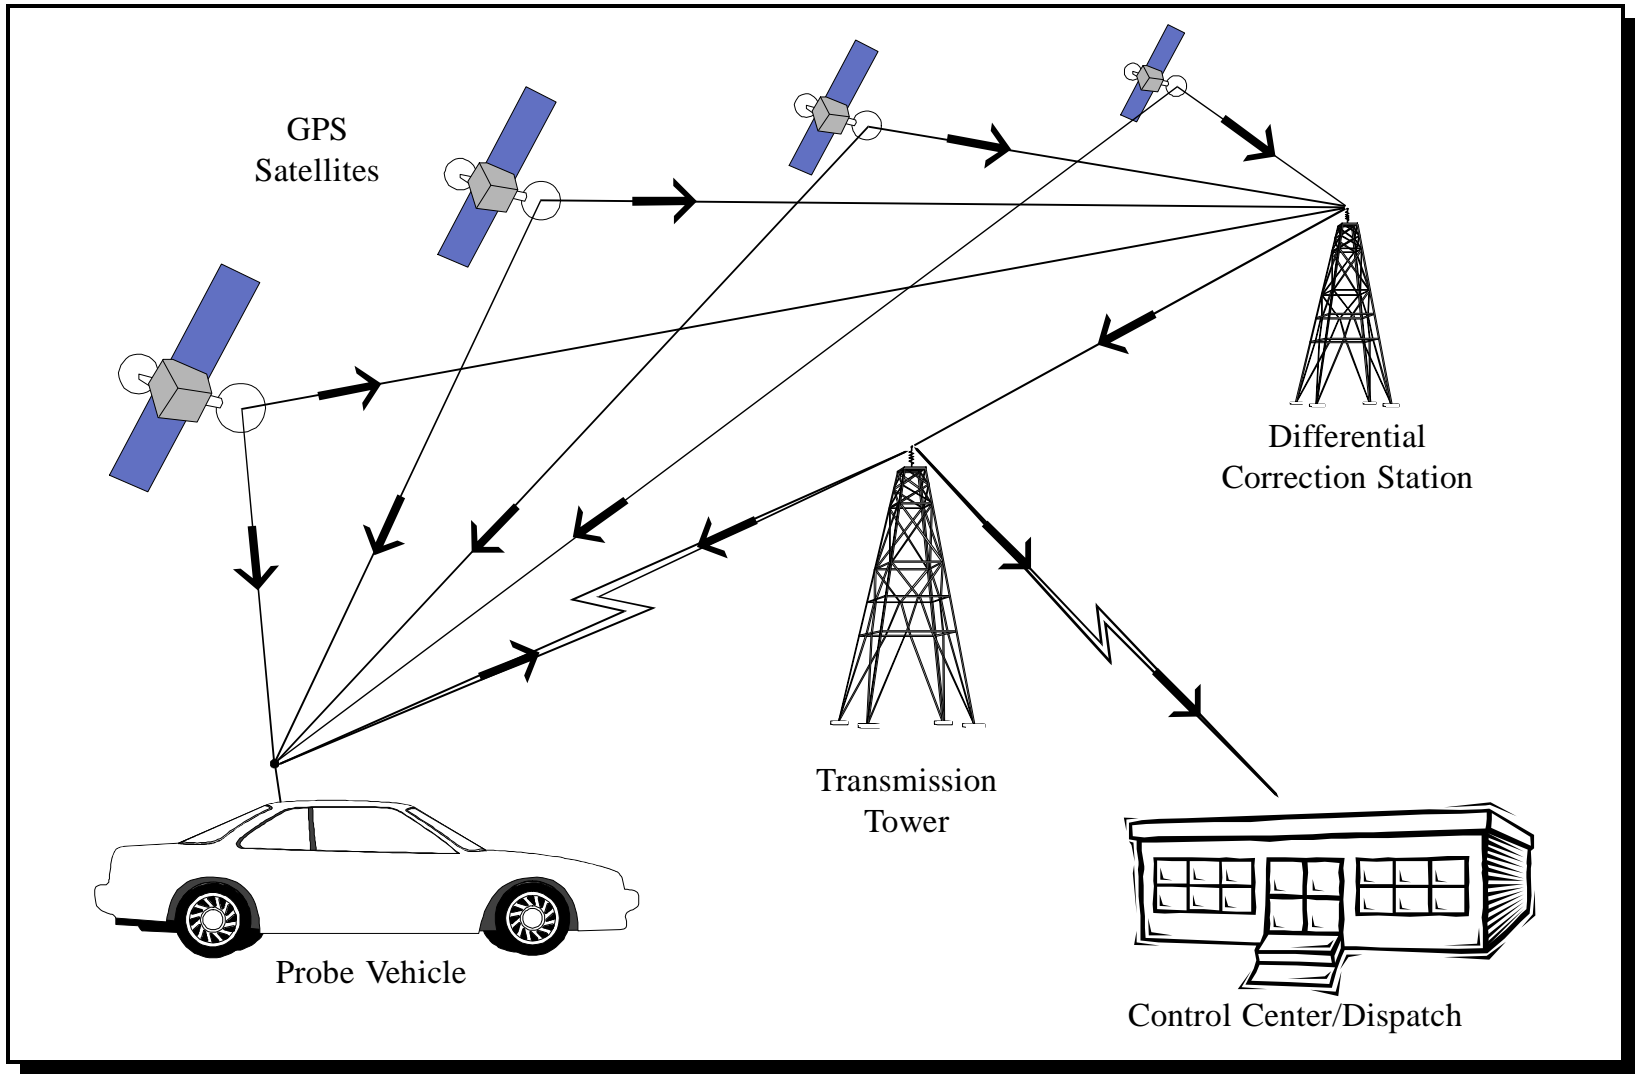 GPS
Satellites
Differential
Correction Station
Transmission
Tower
Probe Vehicle
Control Center/Dispatch